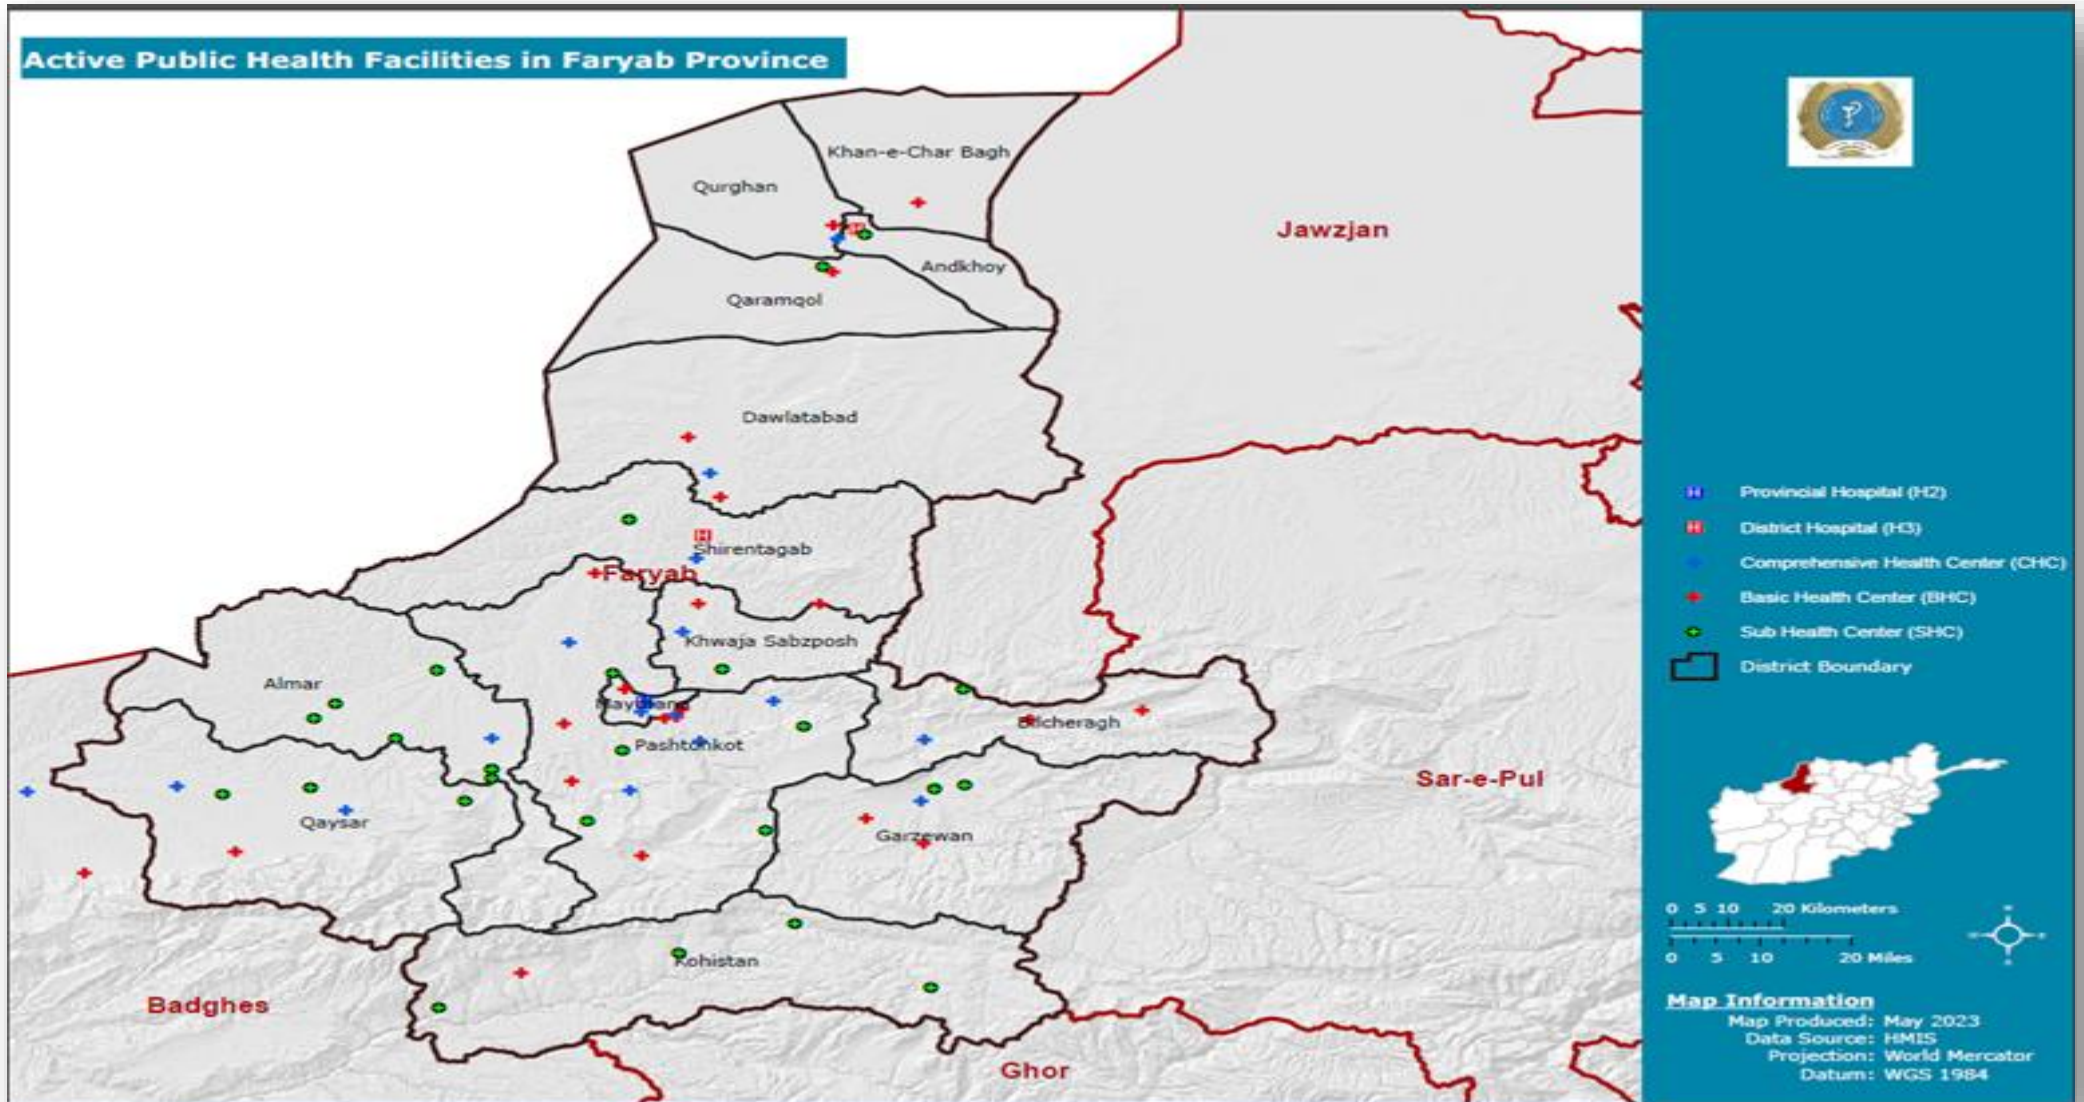 Active Public Health Facilities in Faryab Province
Khan-e-Char Bagh
Qurghan
Jawzjan
Andkhoy
Qaramqol
Dawlatabad
Shirentagab
Faryab
Khwaja Sabzposh
Almar
Maymana
Bilcheragh
Pashtonkot
Sar-e-Pul
Qaysar
Garzewan
Kohistan
Badghes
Ghor
H Provincial Hospital (H2)
H District Hospital (H3)
Comprehensive Health Center (CHC)
Basic Health Center (BHC)
Sub Health Center (SHC)
District Boundary
0 5 10 20 Kilometers
0 5 10 20 Miles
Map Information
Map Produced: May 2023
Data Source: HMIS
Projection: World Mercator
Datum: WGS 1984